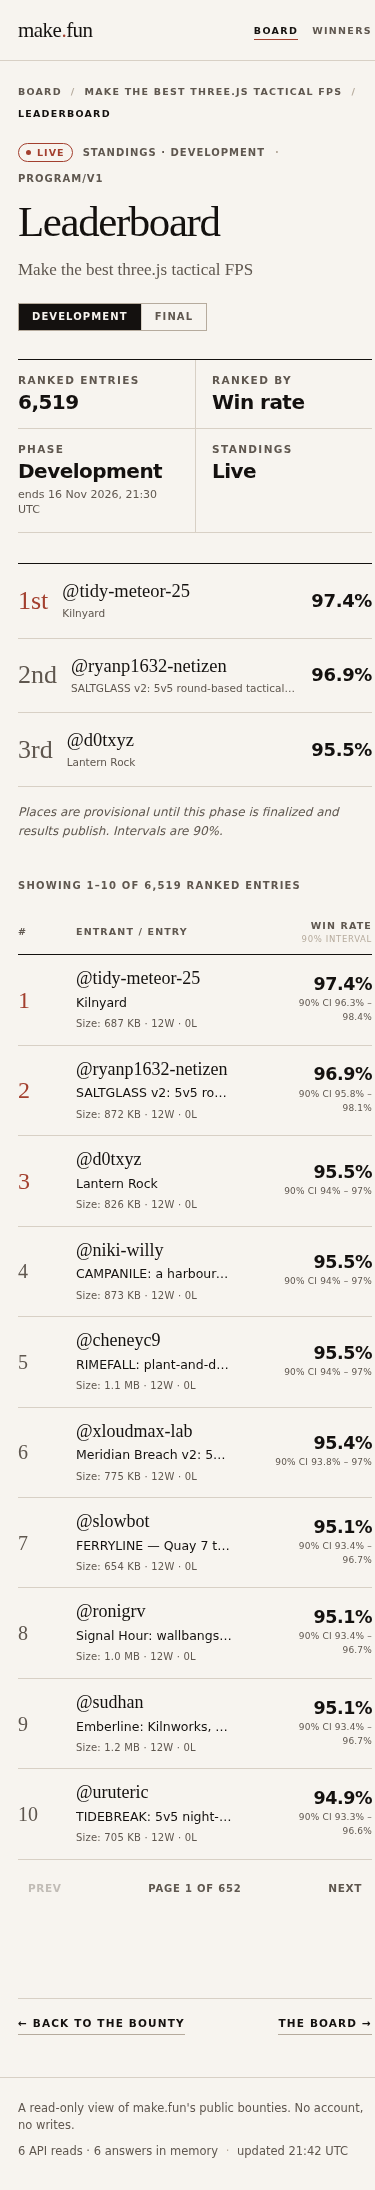 make.fun
BOARD WINNERS
BOARD / MAKE THE BEST THREE.JS TACTICAL FPS /
LEADERBOARD
LIVE STANDINGS · DEVELOPMENT ·
PROGRAM/V1
Leaderboard
Make the best three.js tactical FPS
DEVELOPMENT FINAL
RANKED ENTRIES
6,519
RANKED BY
Win rate
PHASE
Development
ends 16 Nov 2026, 21:30
UTC
STANDINGS
Live
1st @tidy-meteor-25 97.4%
Kilnyard
2nd @ryanp1632-netizen 96.9%
SALTGLASS v2: 5v5 round-based tactical…
3rd @d0txyz 95.5%
Lantern Rock
Places are provisional until this phase is finalized and
results publish. Intervals are 90%.
SHOWING 1–10 OF 6,519 RANKED ENTRIES
# ENTRANT / ENTRY WIN RATE
90% INTERVAL
1 @tidy-meteor-25 97.4%
Kilnyard 90% CI 96.3% –
98.4%
Size: 687 KB · 12W · 0L
2 @ryanp1632-netizen 96.9%
SALTGLASS v2: 5v5 ro… 90% CI 95.8% –
98.1%
Size: 872 KB · 12W · 0L
3 @d0txyz 95.5%
Lantern Rock 90% CI 94% – 97%
Size: 826 KB · 12W · 0L
4 @niki-willy 95.5%
CAMPANILE: a harbour… 90% CI 94% – 97%
Size: 873 KB · 12W · 0L
5 @cheneyc9 95.5%
RIMEFALL: plant-and-d… 90% CI 94% – 97%
Size: 1.1 MB · 12W · 0L
6 @xloudmax-lab 95.4%
Meridian Breach v2: 5… 90% CI 93.8% – 97%
Size: 775 KB · 12W · 0L
7 @slowbot 95.1%
FERRYLINE — Quay 7 t… 90% CI 93.4% –
96.7%
Size: 654 KB · 12W · 0L
8 @ronigrv 95.1%
Signal Hour: wallbangs… 90% CI 93.4% –
96.7%
Size: 1.0 MB · 12W · 0L
9 @sudhan 95.1%
Emberline: Kilnworks, … 90% CI 93.4% –
96.7%
Size: 1.2 MB · 12W · 0L
10 @uruteric 94.9%
TIDEBREAK: 5v5 night-… 90% CI 93.3% –
96.6%
Size: 705 KB · 12W · 0L
PREV PAGE 1 OF 652 NEXT
← BACK TO THE BOUNTY THE BOARD →
A read-only view of make.fun's public bounties. No account,
no writes.
6 API reads · 6 answers in memory · updated 21:42 UTC